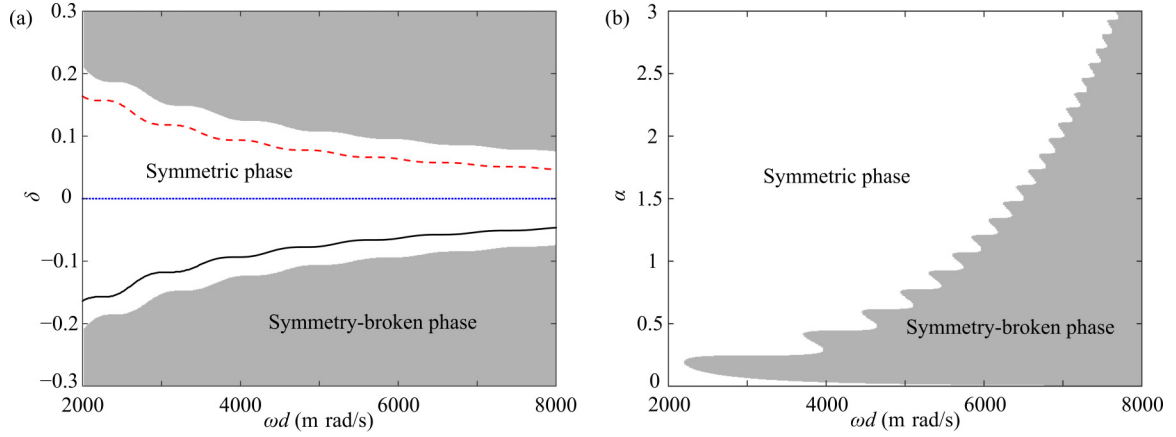 (a)
0.3
0.2
0.1
0
−0.1
−0.2
−0.3
δ
Symmetric phase
Symmetry-broken phase
2000
4000
6000
8000
ωd (m rad/s)
(b)
3
2.5
2
1.5
1
0.5
0
α
Symmetric phase
Symmetry-broken phase
2000
4000
6000
8000
ωd (m rad/s)